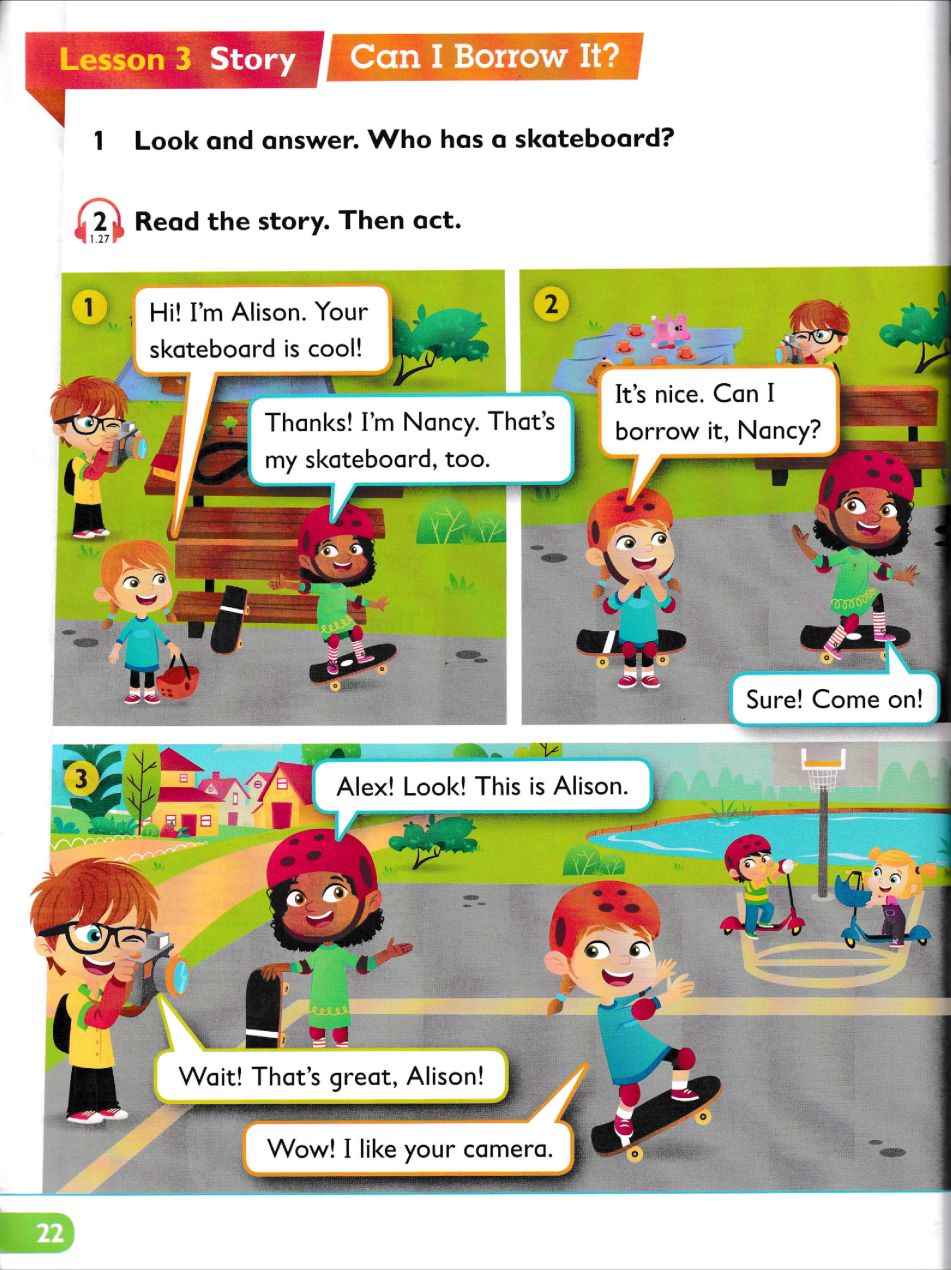 Lesson 3 Story Can I Borrow It?
1 Look and answer. Who has a skateboard?
2 Read the story. Then act.
1.27
1
Hi! I'm Alison. Your
skateboard is cool!
Thanks! I'm Nancy. That's
my skateboard, too.
2
It's nice. Can I
borrow it, Nancy?
Sure! Come on!
3
Alex! Look! This is Alison.
Wait! That's great, Alison!
Wow! I like your camera.
22